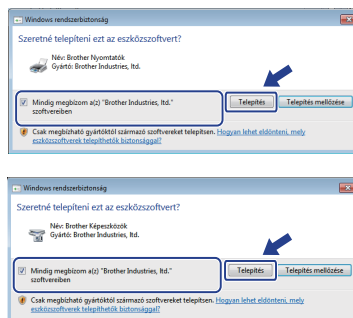 Windows rendszerbiztonság
Szeretné telepíteni ezt az eszközszoftvert?
Név: Brother Nyomtatók
Gyártó: Brother Industries, ltd.
Mindig megbízom a(z) "Brother Industries, ltd."
szoftvereiben
Telepítés
Telepítés mellőzése
Csak megbízható gyártóktól származó szoftvereket telepítsen. Hogyan lehet eldönteni, mely
eszközszoftverek telepíthetők biztonsággal?
Windows rendszerbiztonság
Szeretné telepíteni ezt az eszközszoftvert?
Név: Brother Képeszközök
Gyártó: Brother Industries, ltd.
Mindig megbízom a(z) "Brother Industries, ltd."
szoftvereiben
Telepítés
Telepítés mellőzése
Csak megbízható gyártóktól származó szoftvereket telepítsen. Hogyan lehet eldönteni, mely
eszközszoftverek telepíthetők biztonsággal?